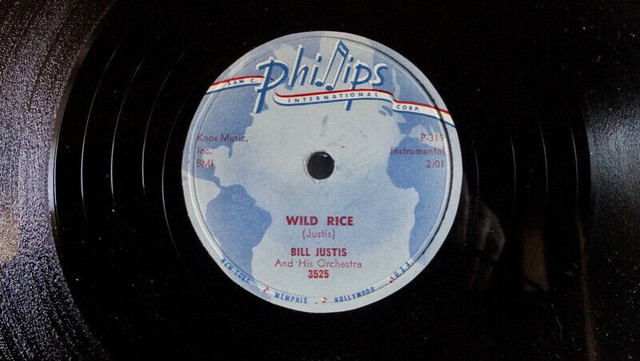 SAM C.
Phillips
INTERNATIONAL
CORP.
Knox Music,
Inc.
BMI
P-319
Instrumental
2:01
WILD RICE
(Justis)
BILL JUSTIS
And His Orchestra
3525
NEW YORK ♪ MEMPHIS ♪ HOLLYWOOD ♪ U.S.A.